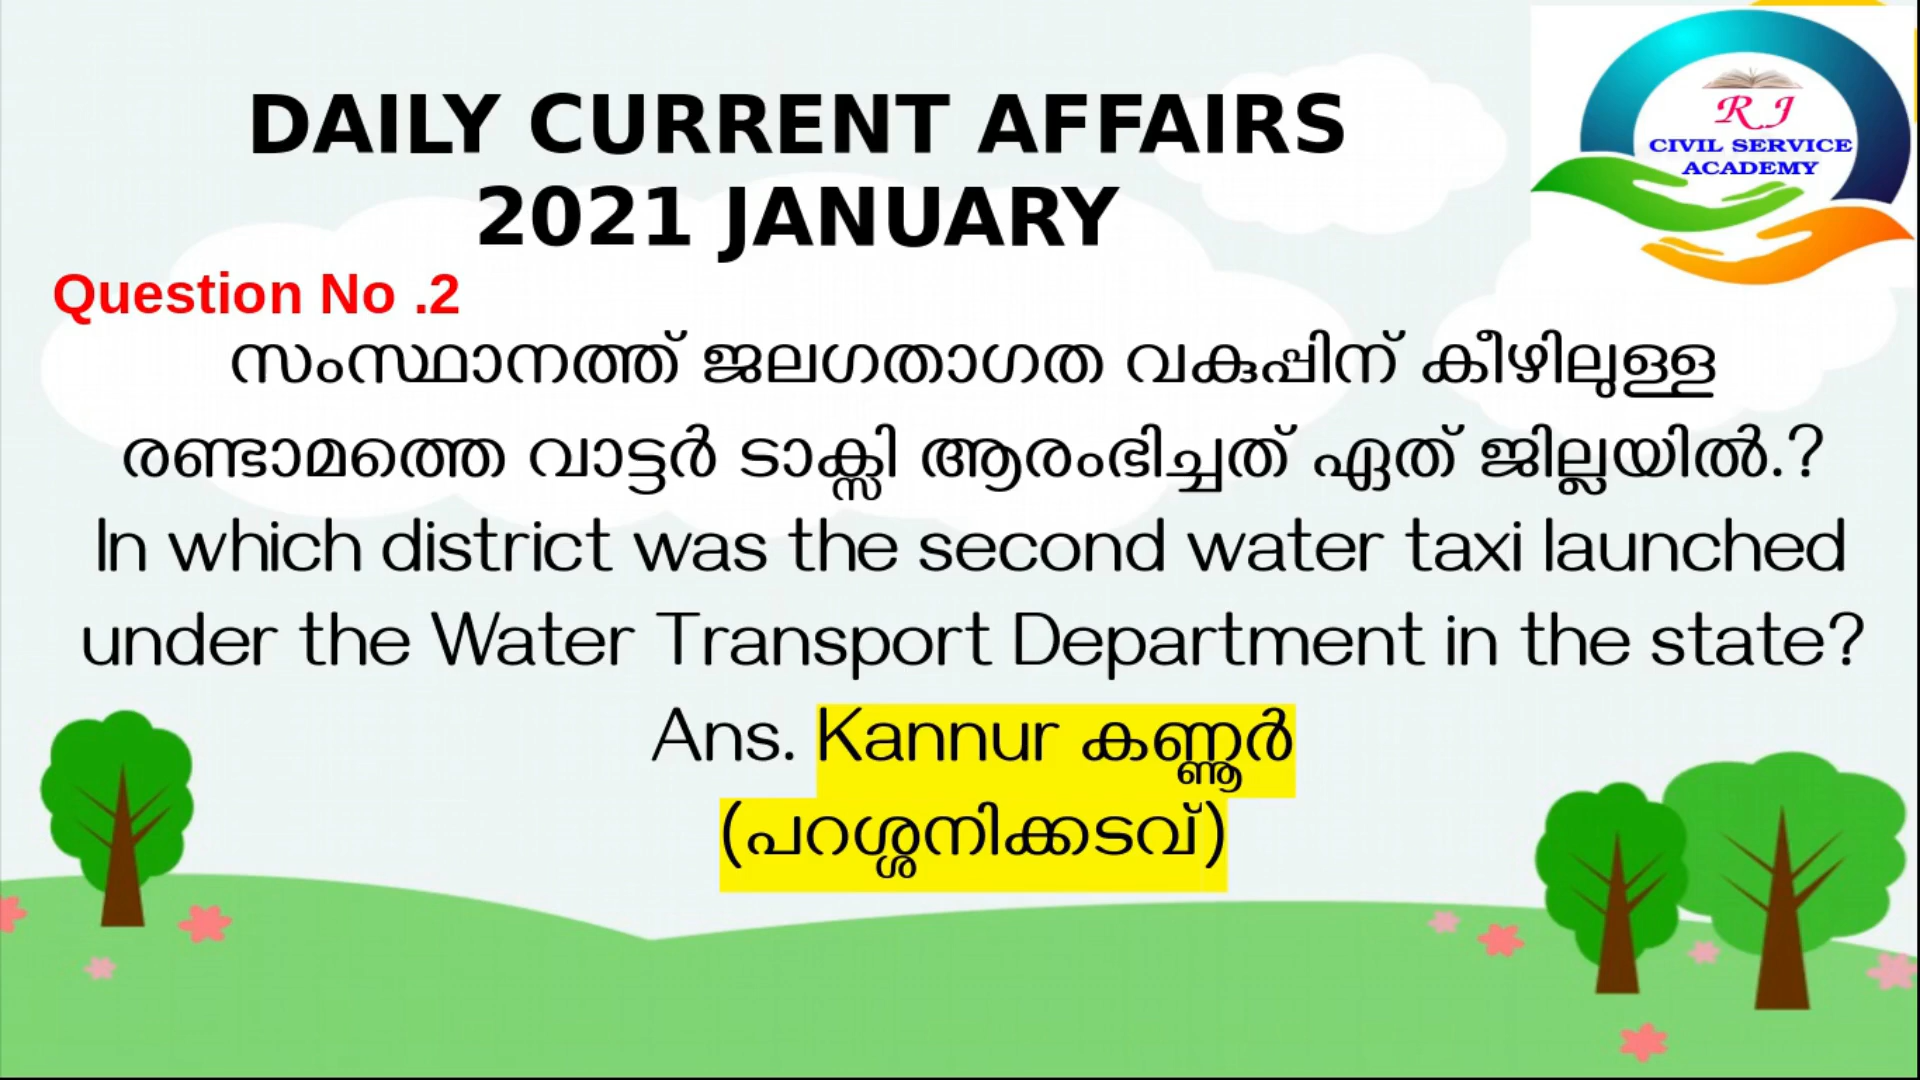 DAILY CURRENT AFFAIRS
2021 JANUARY
R J
CIVIL SERVICE
ACADEMY
Question No .2
സംസ്ഥാനത്ത് ജലഗതാഗത വകുപ്പിന് കീഴിലുള്ള
രണ്ടാമത്തെ വാട്ടർ ടാക്സി ആരംഭിച്ചത് ഏത് ജില്ലയിൽ.?
In which district was the second water taxi launched
under the Water Transport Department in the state?
Ans. Kannur കണ്ണൂർ
(പറശ്ശനിക്കടവ്)